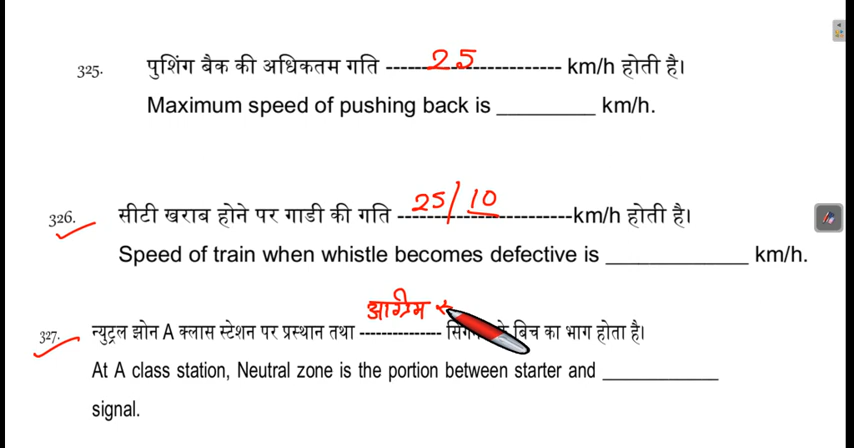 325. पुशिंग बैक की अधिकतम गति -----25----- km/h होती है।
Maximum speed of pushing back is _________ km/h.
326. सीटी खराब होने पर गाडी की गति ---25/10---km/h होती है।
Speed of train when whistle becomes defective is _____________ km/h.
आग्रिम
327. न्युट्रल झोन A क्लास स्टेशन पर प्रस्थान तथा -------------- बिच का भाग होता है।
At A class station, Neutral zone is the portion between starter and ___________
signal.